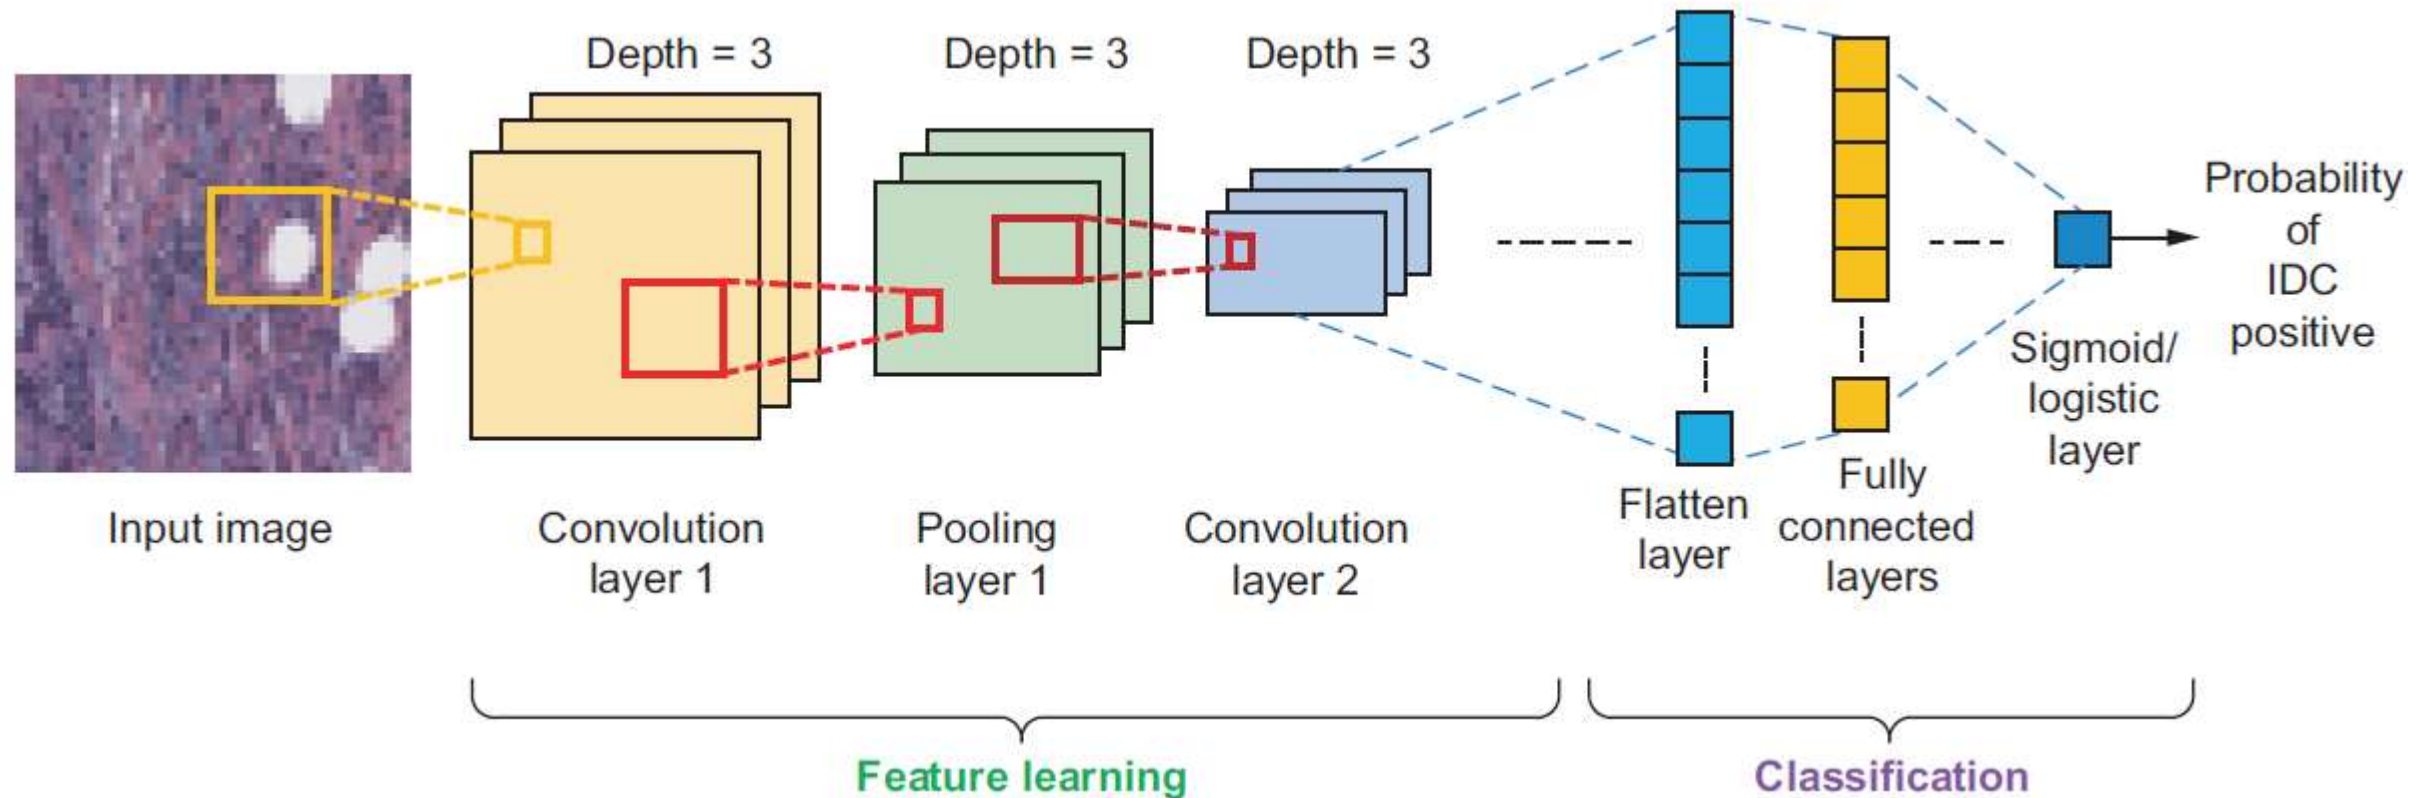 Depth = 3
Depth = 3
Depth = 3
Input image
Convolution
layer 1
Pooling
layer 1
Convolution
layer 2
Flatten
layer
Fully
connected
layers
Sigmoid/
logistic
layer
Probability
of
IDC
positive
Feature learning
Classification